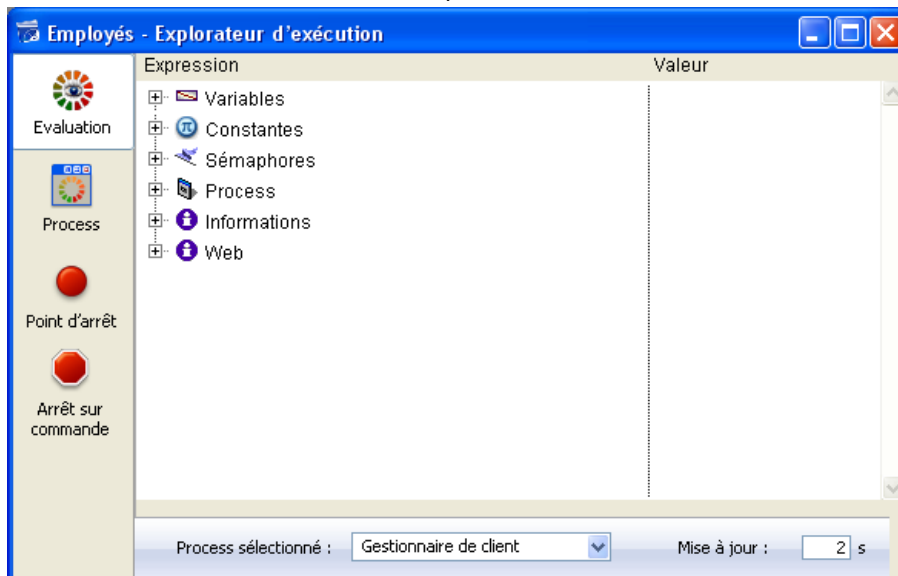 Employés - Explorateur d'exécution
Expression Valeur
Evaluation
Process
Point d'arrêt
Arrêt sur
commande
Variables
Constantes
Sémaphores
Process
Informations
Web
Process sélectionné : Gestionnaire de client Mise à jour : 2 s